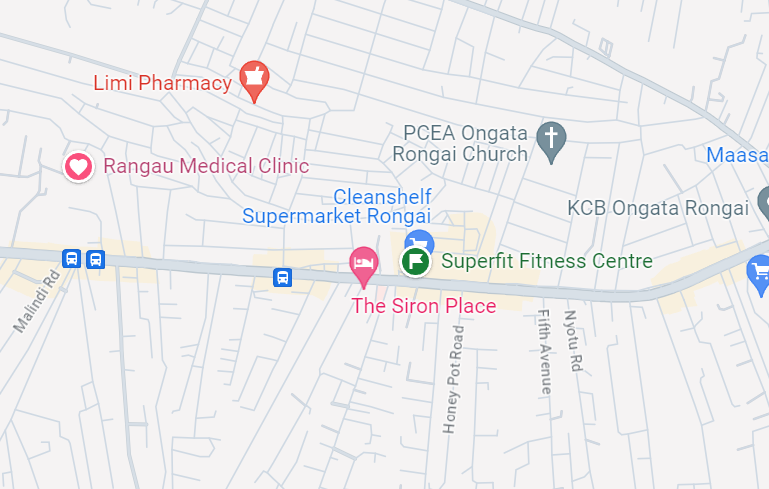 Limi Pharmacy
PCEA Ongata
Rongai Church
Rangau Medical Clinic
Maasa
Cleanshelf
Supermarket Rongai
KCB Ongata Rongai
Superfit Fitness Centre
Malindi Rd
The Siron Place
Honey Pot Road
Fifth Avenue
Nyotu Rd